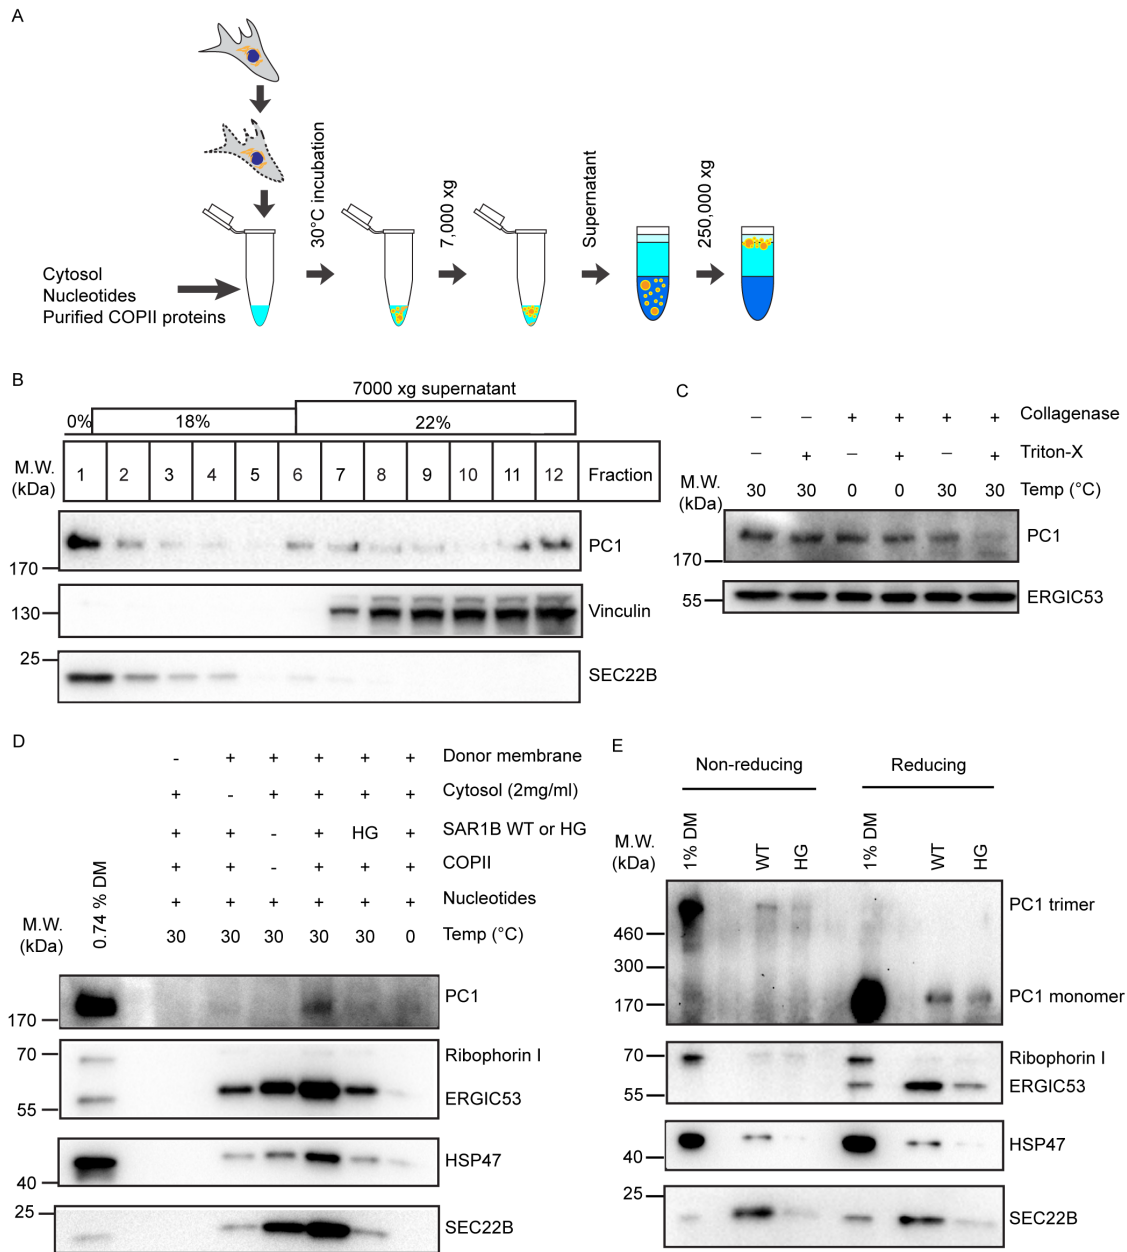 A
30°C incubation
7,000 xg
Supernatant
250,000 xg
Cytosol
Nucleotides
Purified COPII proteins
B
7000 xg supernatant
0% 18% 22%
M.W.
(kDa)
1 2 3 4 5 6 7 8 9 10 11 12 Fraction
PC1
170
130 Vinculin
25
SEC22B
C
– – + + + + Collagenase
– + – + – + Triton-X
M.W.
(kDa)
30 30 0 0 30 30 Temp (°C)
PC1
170
55 ERGIC53
D
- + + + + + Donor membrane
+ - + + + + Cytosol (2mg/ml)
+ + - + HG + SAR1B WT or HG
+ + - + + + COPII
+ + + + + + Nucleotides
M.W.
(kDa)
0.74 % DM
30 30 30 30 30 0 Temp (°C)
PC1
170
70 Ribophorin I
ERGIC53
55
HSP47
40
25
SEC22B
E
Non-reducing Reducing
M.W.
(kDa)
1% DM WT HG 1% DM WT HG
PC1 trimer
460
300
170 PC1 monomer
70 Ribophorin I
ERGIC53
55
HSP47
40
25
SEC22B